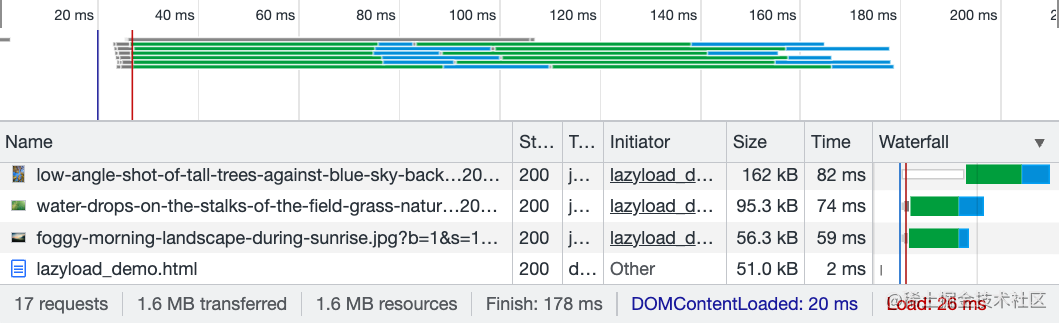 20 ms 40 ms 60 ms 80 ms 100 ms 120 ms 140 ms 160 ms 180 ms 200 ms
Name St... T... Initiator Size Time Waterfall
low-angle-shot-of-tall-trees-against-blue-sky-back...20... 200 j... lazyload_d... 162 kB 82 ms
water-drops-on-the-stalks-of-the-field-grass-natur...20... 200 j... lazyload_d... 95.3 kB 74 ms
foggy-morning-landscape-during-sunrise.jpg?b=1&s=1... 200 j... lazyload_d... 56.3 kB 59 ms
lazyload_demo.html 200 d... Other 51.0 kB 2 ms
17 requests 1.6 MB transferred 1.6 MB resources Finish: 178 ms DOMContentLoaded: 20 ms Load: 26 ms
@稀土掘金技术社区